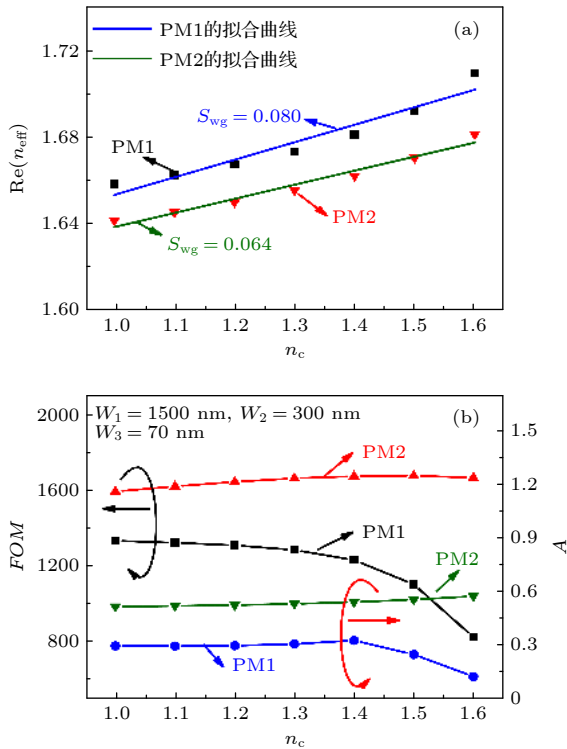 PM1的拟合曲线
PM2的拟合曲线
(a)
1.72
1.68
1.64
1.60
Re(n_eff)
S_wg = 0.080
PM1
PM2
S_wg = 0.064
1.0 1.1 1.2 1.3 1.4 1.5 1.6
n_c
W_1 = 1500 nm, W_2 = 300 nm
W_3 = 70 nm
(b)
2000
1600
1300
800
FOM
1.5
1.2
0.9
0.6
0.3
0
A
PM2
PM1
PM2
PM1
1.0 1.1 1.2 1.3 1.4 1.5 1.6
n_c